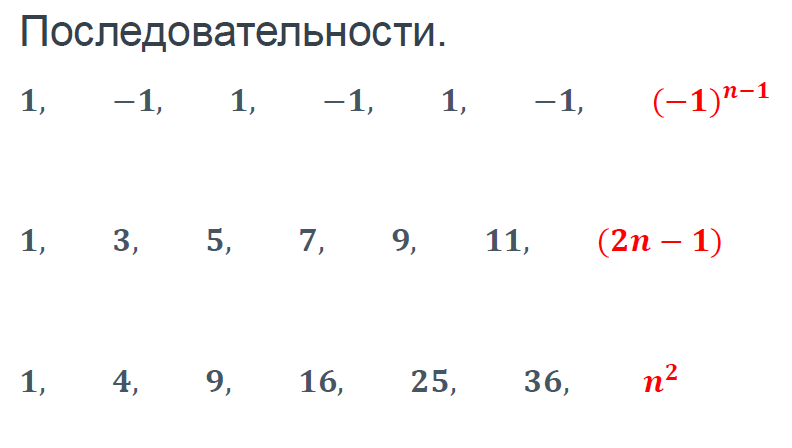 Последовательности.
1, −1, 1, −1, 1, −1, (−1)ⁿ⁻¹
1, 3, 5, 7, 9, 11, (2n − 1)
1, 4, 9, 16, 25, 36, n²